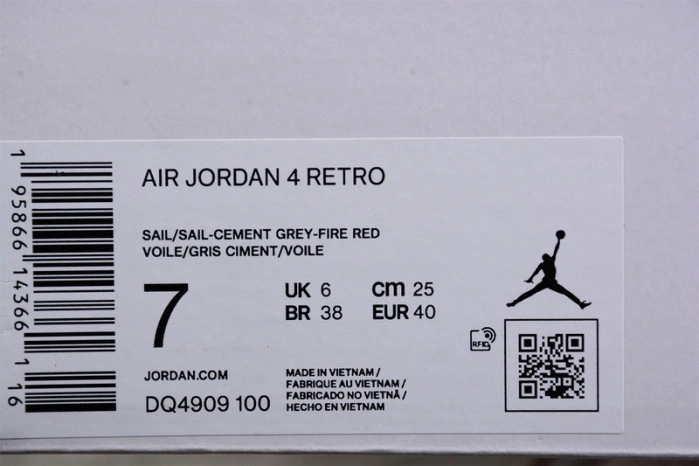 AIR JORDAN 4 RETRO
SAIL/SAIL-CEMENT GREY-FIRE RED
VOILE/GRIS CIMENT/VOILE
7
UK 6 cm 25
BR 38 EUR 40
RFID
JORDAN.COM
DQ4909 100
MADE IN VIETNAM /
FABRIQUE AU VIETNAM /
FABRICADO NO VIETNÃ /
HECHO EN VIETNAM
1 95866 14366 1 16